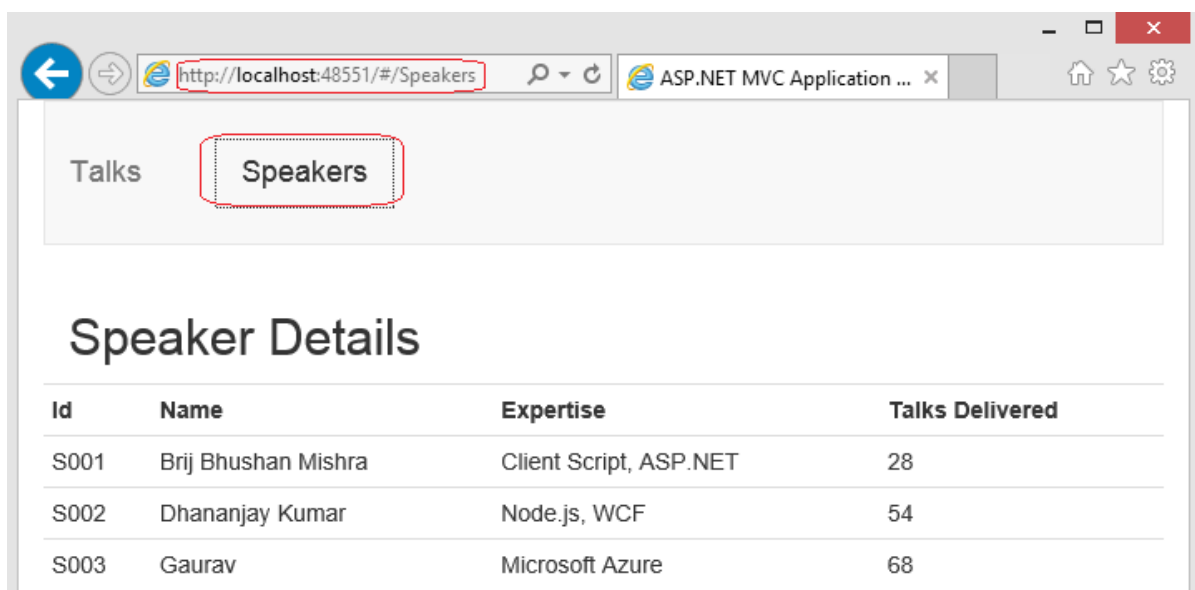 http://localhost:48551/#/Speakers
ASP.NET MVC Application ...
Talks
Speakers
Speaker Details
Id Name Expertise Talks Delivered
S001 Brij Bhushan Mishra Client Script, ASP.NET 28
S002 Dhananjay Kumar Node.js, WCF 54
S003 Gaurav Microsoft Azure 68